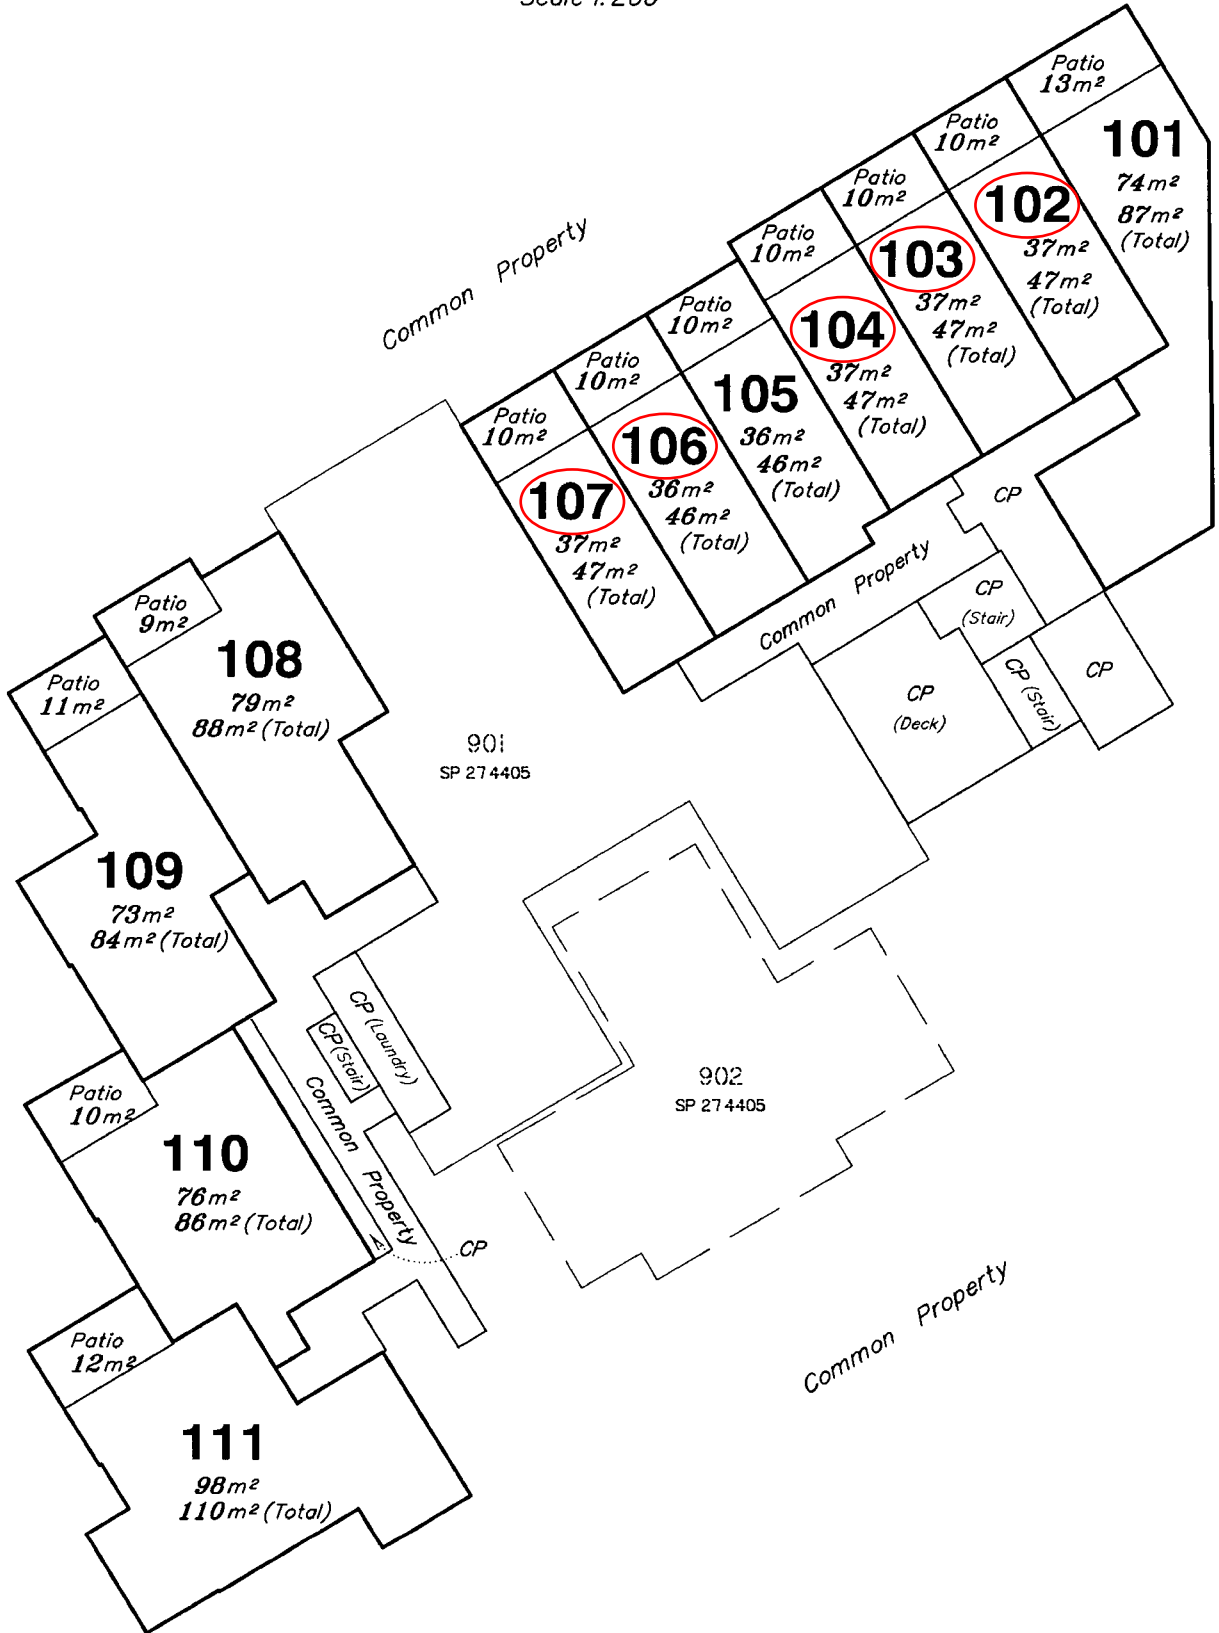 Scale 1:200
Patio
13m²
101
74m²
87m²
(Total)
Patio
10m²
102
37m²
47m²
(Total)
Patio
10m²
103
37m²
47m²
(Total)
Patio
10m²
104
37m²
47m²
(Total)
Common Property
Patio
10m²
105
36m²
46m²
(Total)
Patio
10m²
106
36m²
46m²
(Total)
Patio
10m²
107
37m²
47m²
(Total)
CP
Common Property
CP
(Stair)
CP (Stair)
CP
CP
(Deck)
Patio
9m²
108
79m²
88m² (Total)
Patio
11m²
901
SP 274405
109
73m²
84m² (Total)
CP (Laundry)
CP (Stair)
Common Property
902
SP 274405
Patio
10m²
110
76m²
86m² (Total)
CP
Common Property
Patio
12m²
111
98m²
110m² (Total)